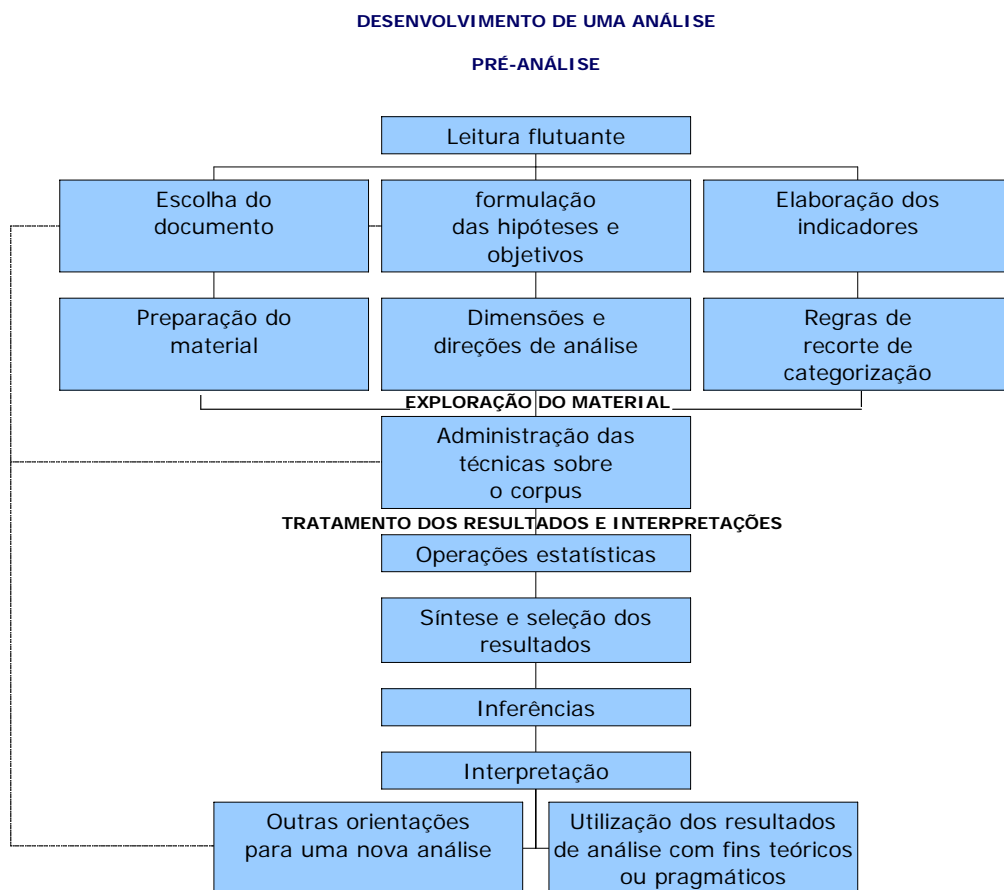 DESENVOLVIMENTO DE UMA ANÁLISE
PRÉ-ANÁLISE
Leitura flutuante
Escolha do
documento
formulação
das hipóteses e
objetivos
Elaboração dos
indicadores
Preparação do
material
Dimensões e
direções de análise
Regras de
recorte de
categorização
EXPLORAÇÃO DO MATERIAL
Administração das
técnicas sobre
o corpus
TRATAMENTO DOS RESULTADOS E INTERPRETAÇÕES
Operações estatísticas
Síntese e seleção dos
resultados
Inferências
Interpretação
Outras orientações
para uma nova análise
Utilização dos resultados
de análise com fins teóricos
ou pragmáticos